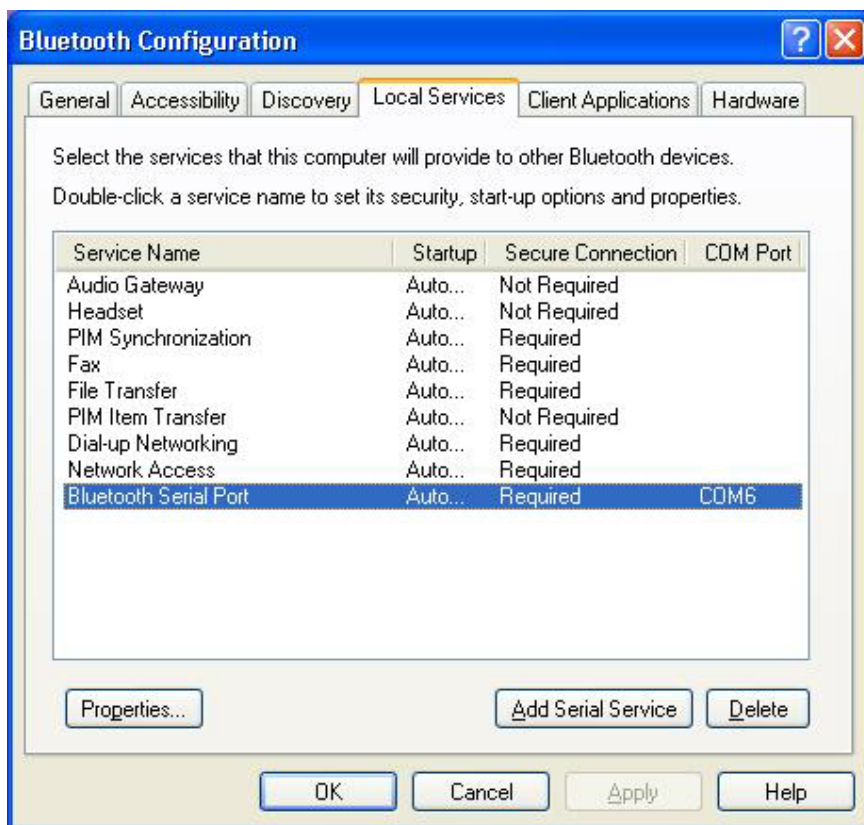 Bluetooth Configuration
General Accessibility Discovery Local Services Client Applications Hardware
Select the services that this computer will provide to other Bluetooth devices.
Double-click a service name to set its security, start-up options and properties.
Service Name Startup Secure Connection COM Port
Audio Gateway Auto... Not Required
Headset Auto... Not Required
PIM Synchronization Auto... Required
Fax Auto... Required
File Transfer Auto... Required
PIM Item Transfer Auto... Not Required
Dial-up Networking Auto... Required
Network Access Auto... Required
Bluetooth Serial Port Auto... Required COM6
Properties... Add Serial Service Delete
OK Cancel Apply Help